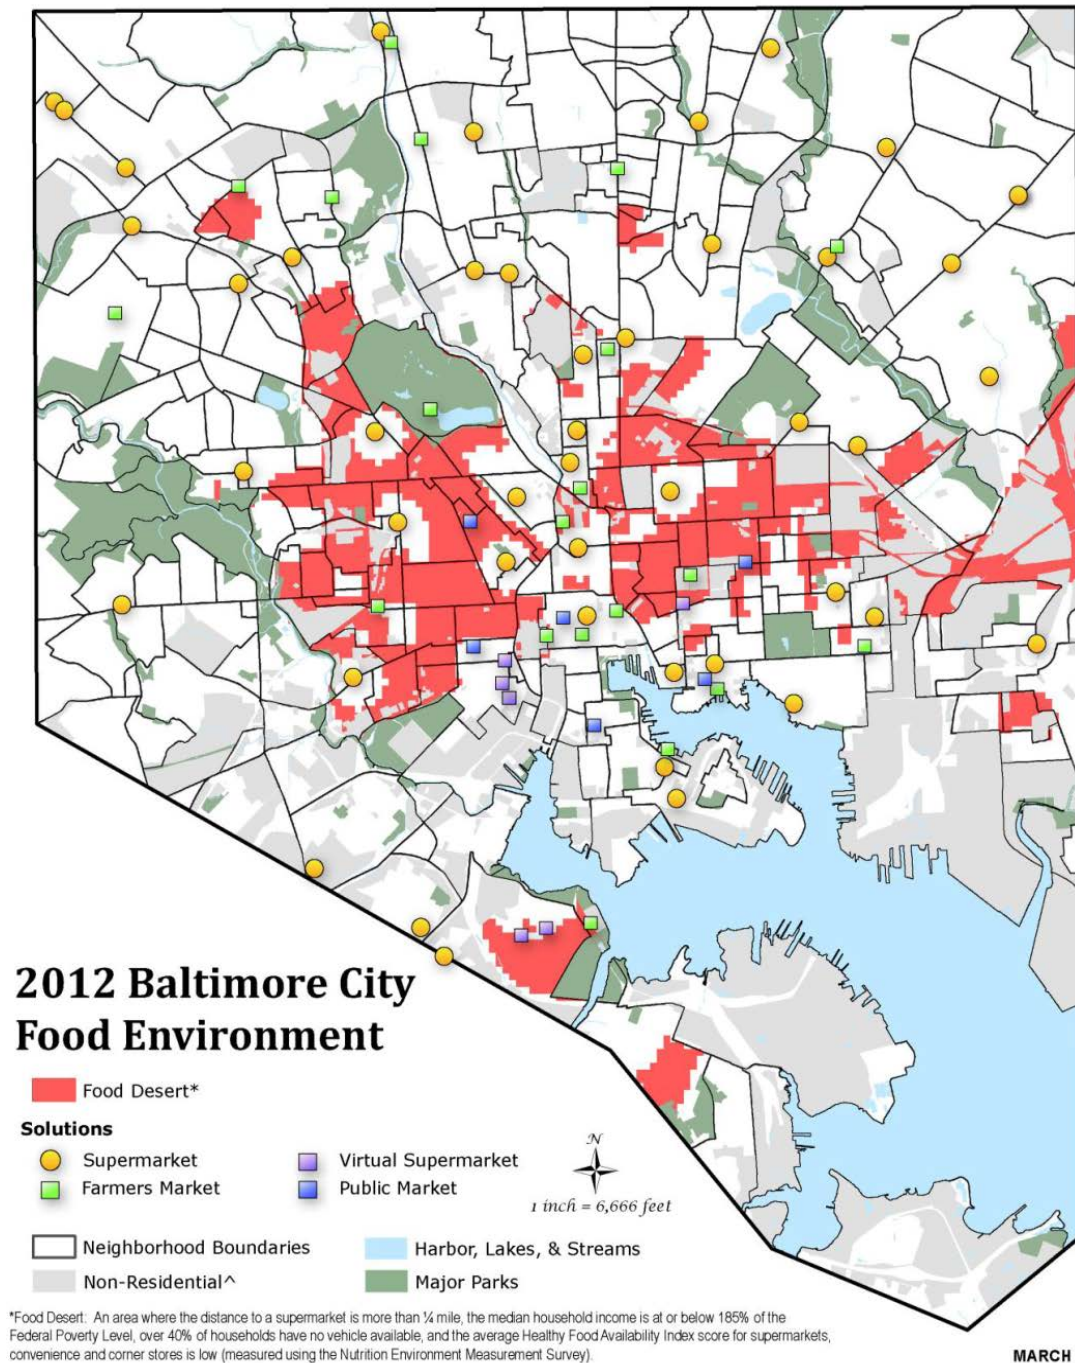 2012 Baltimore City
Food Environment
Food Desert*
Solutions
Supermarket
Farmers Market
Virtual Supermarket
Public Market
N
1 inch = 6,666 feet
Neighborhood Boundaries
Non-Residential^
Harbor, Lakes, & Streams
Major Parks
*Food Desert: An area where the distance to a supermarket is more than ¼ mile, the median household income is at or below 185% of the
Federal Poverty Level, over 40% of households have no vehicle available, and the average Healthy Food Availability Index score for supermarkets,
convenience and corner stores is low (measured using the Nutrition Environment Measurement Survey).
MARCH